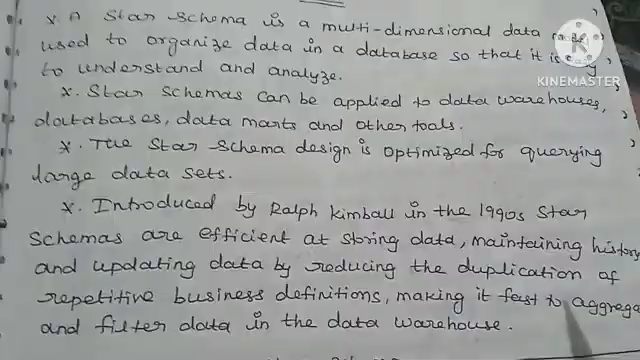 * A Star Schema is a multi-dimensional data
used to organize data in a database so that it is
to understand and analyze.
* Star Schemas can be applied to data warehouses,
databases, data marts and other tools.
* The Star Schema design is optimized for querying
large data sets.
* Introduced by Ralph Kimball in the 1990s Star
Schemas are efficient at storing data, maintaining history
and updating data by reducing the duplication of
repetitive business definitions, making it fast to aggrega
and filter data in the data warehouse.
KINEMASTER